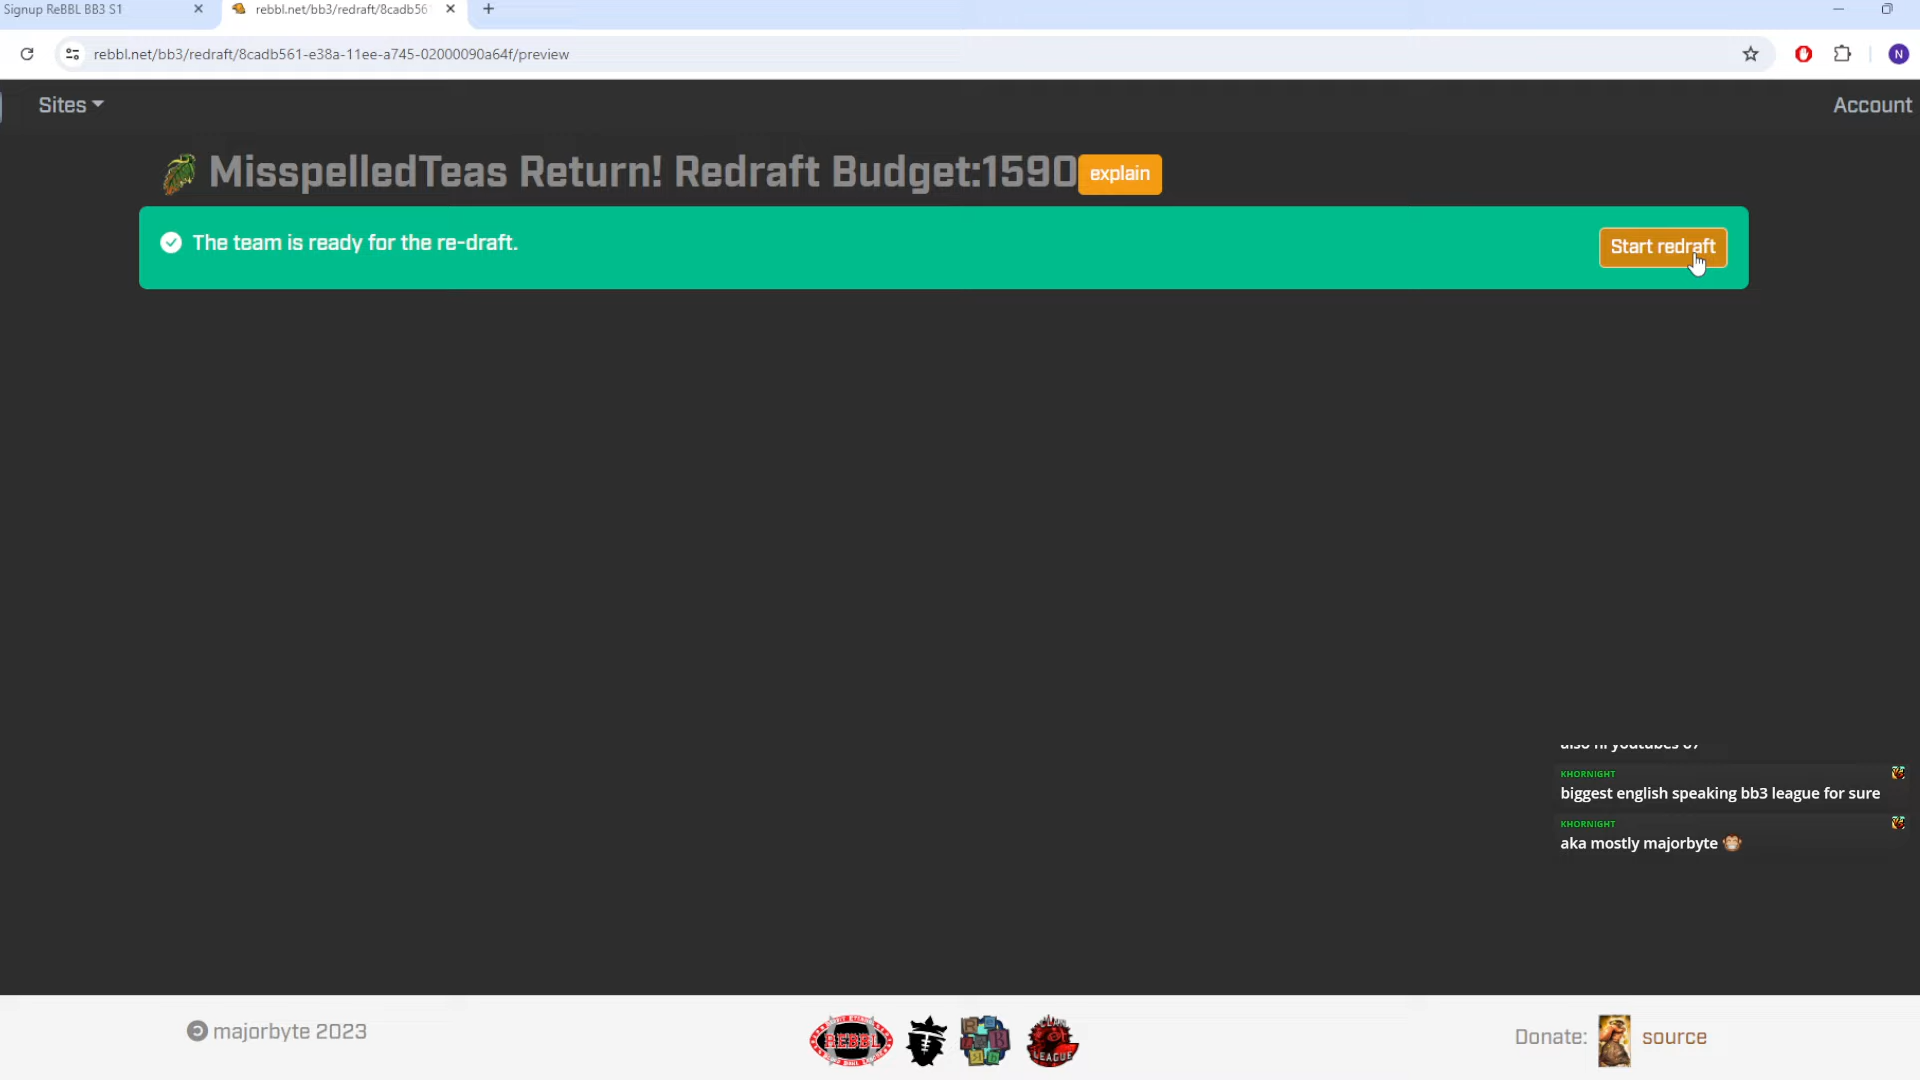 Signup ReBBL BB3 S1
rebbl.net/bb3/redraft/8cadb56
rebbl.net/bb3/redraft/8cadb561-e38a-11ee-a745-02000090a64f/preview
N
Sites
Account
MisspelledTeas Return! Redraft Budget:1590
explain
The team is ready for the re-draft.
Start redraft
KHORNIGHT
biggest english speaking bb3 league for sure
KHORNIGHT
aka mostly majorbyte
majorbyte 2023
REBBL
LEAGUE
Donate:
source